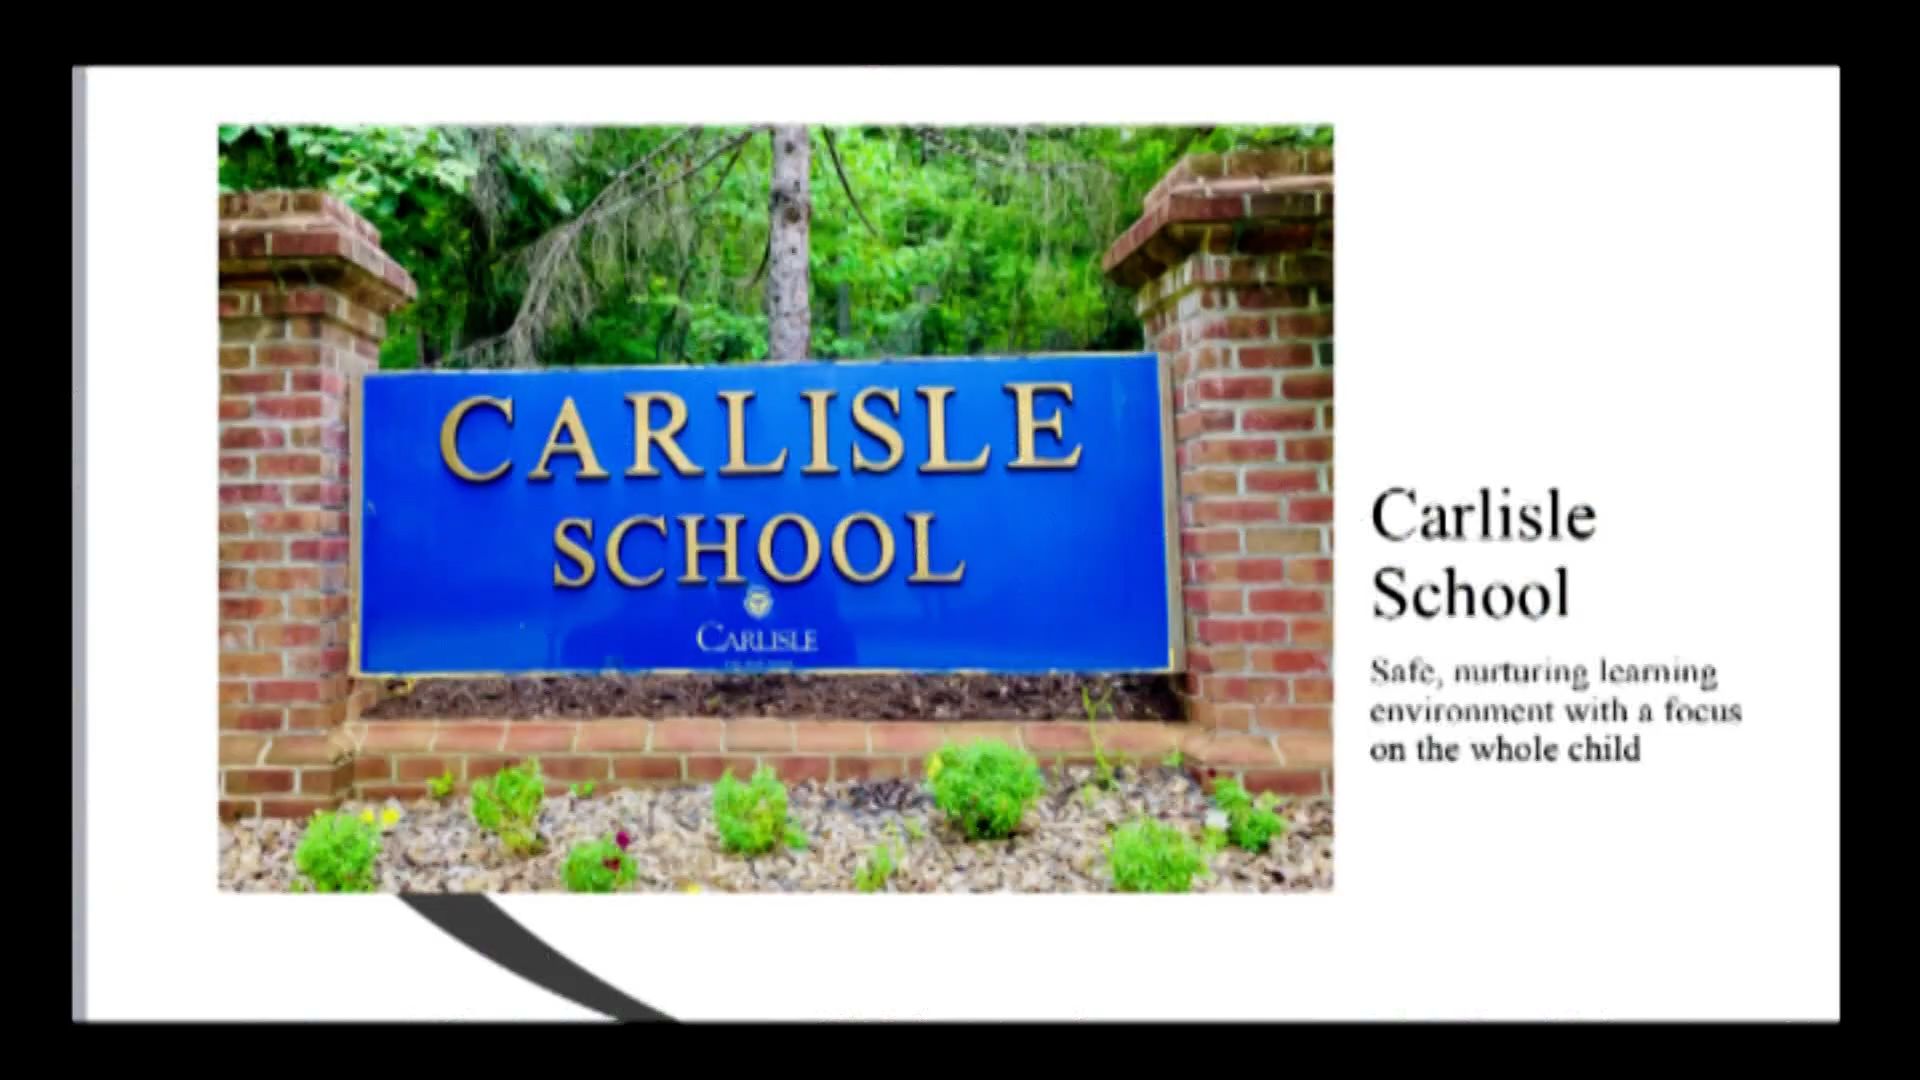 CARLISLE
SCHOOL
CARLISLE
Carlisle
School
Safe, nurturing learning
environment with a focus
on the whole child